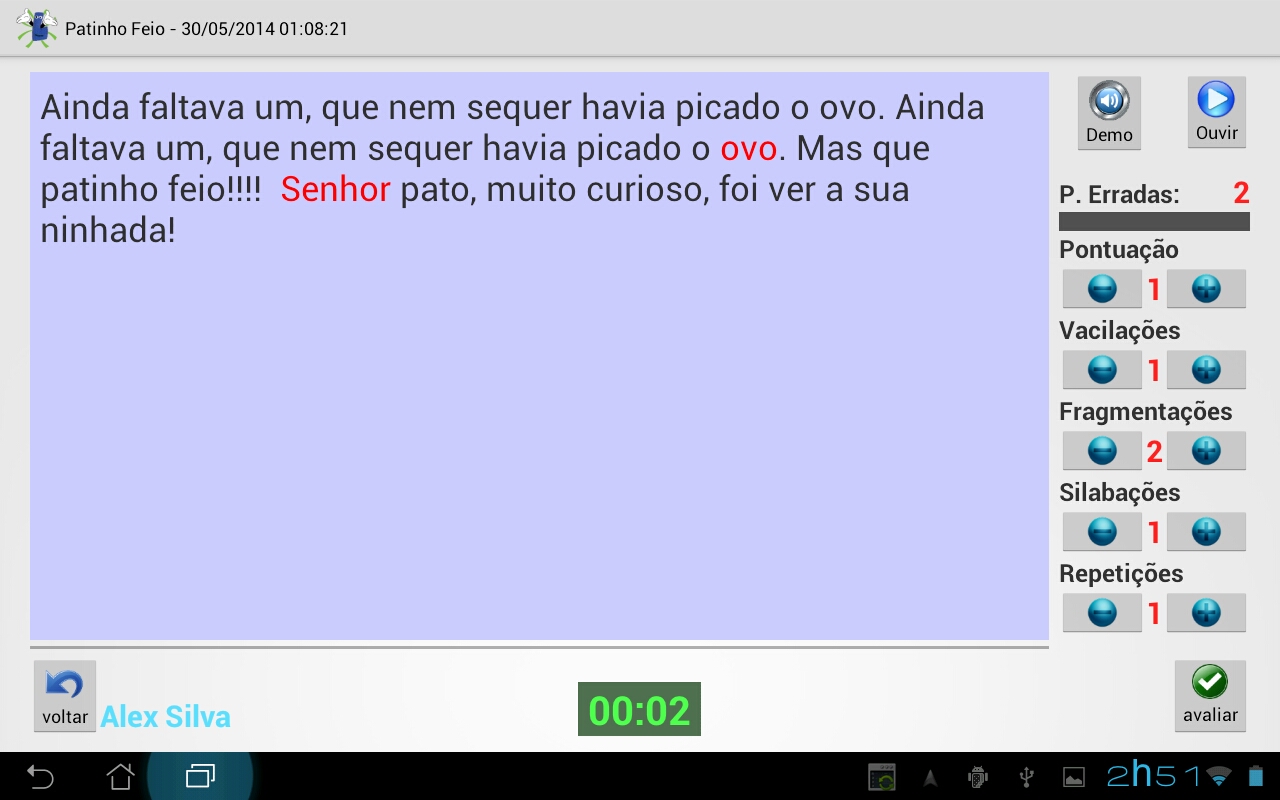 Patinho Feio - 30/05/2014 01:08:21
Ainda faltava um, que nem sequer havia picado o ovo. Ainda
faltava um, que nem sequer havia picado o ovo. Mas que
patinho feio!!!!  Senhor pato, muito curioso, foi ver a sua
ninhada!
Demo
Ouvir
P. Erradas: 2
Pontuação
1
Vacilações
1
Fragmentações
2
Silabações
1
Repetições
1
voltar
Alex Silva
00:02
avaliar
2h51